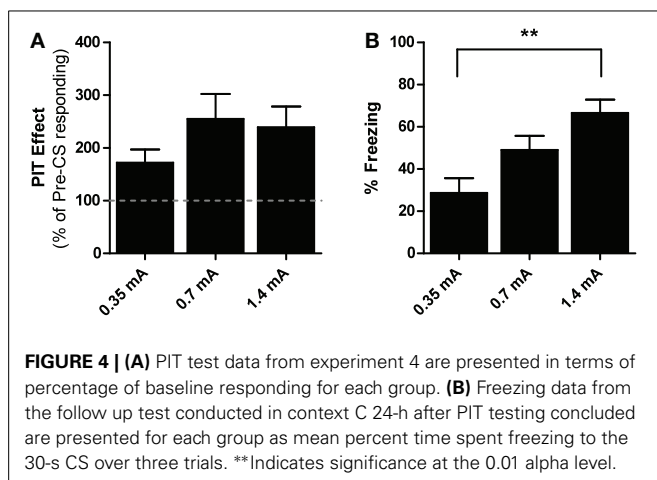 A
PIT Effect
(% of Pre-CS responding)
400
300
200
100
0
0.35 mA
0.7 mA
1.4 mA
B
% Freezing
100
80
60
40
20
0
**
0.35 mA
0.7 mA
1.4 mA
FIGURE 4 | (A) PIT test data from experiment 4 are presented in terms of
percentage of baseline responding for each group. (B) Freezing data from
the follow up test conducted in context C 24-h after PIT testing concluded
are presented for each group as mean percent time spent freezing to the
30-s CS over three trials. **Indicates significance at the 0.01 alpha level.